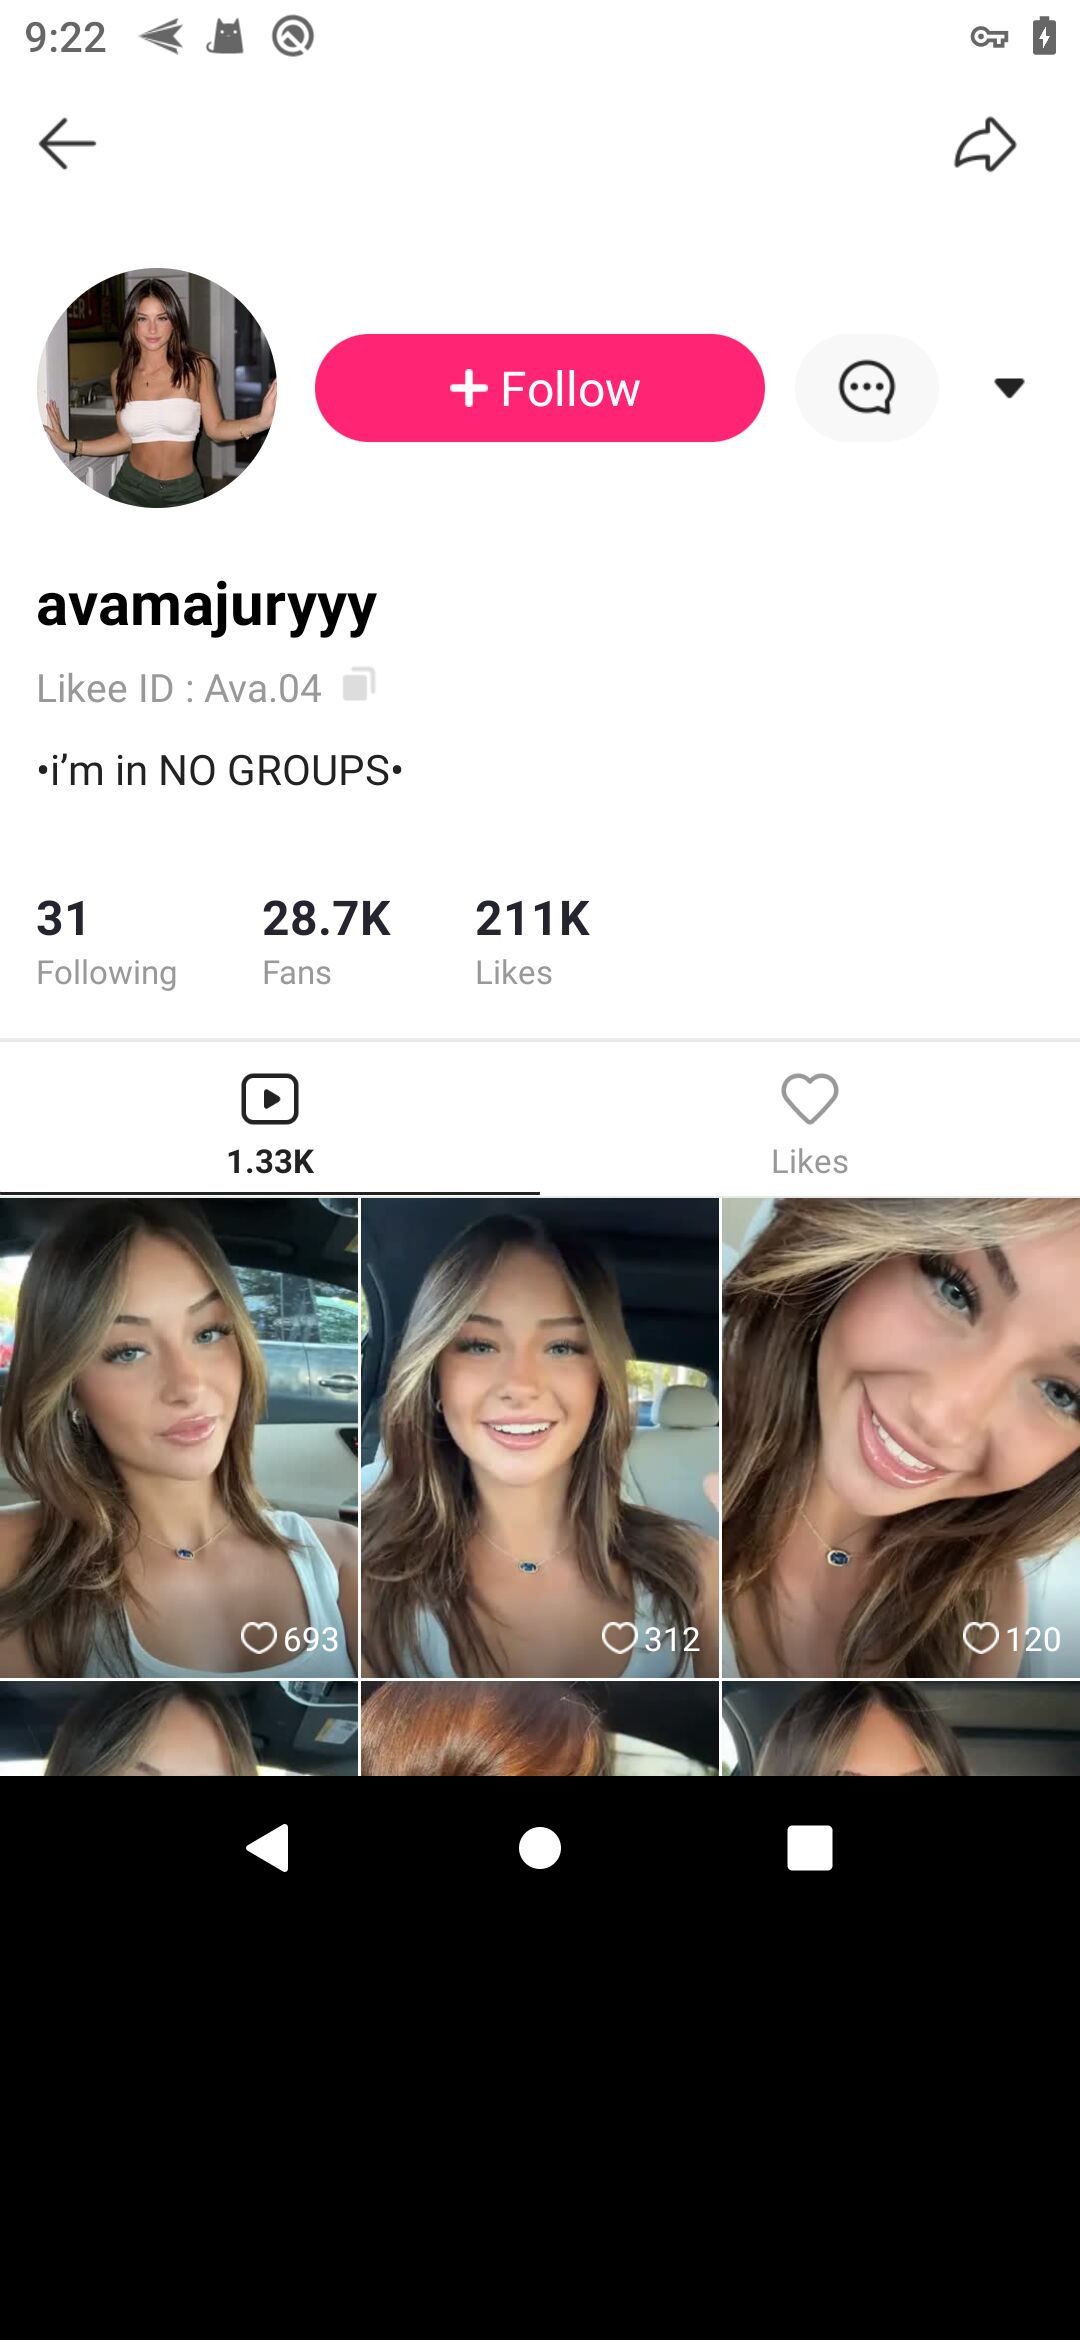 9:22
Follow
avamajuryyy
Likee ID : Ava.04
•i’m in NO GROUPS•
31 28.7K 211K
Following Fans Likes
1.33K Likes
693 312 120